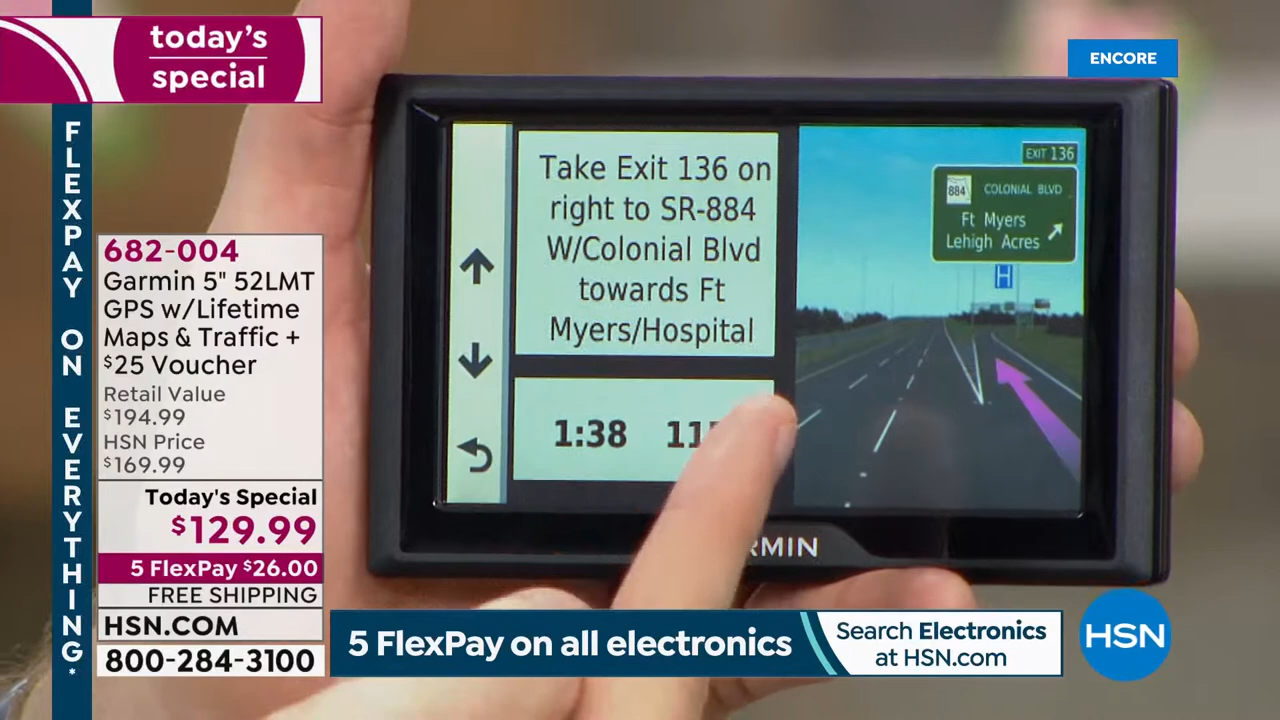 today's
special
ENCORE
FLEXPAY ON EVERYTHING*
682-004
Garmin 5" 52LMT
GPS w/Lifetime
Maps & Traffic +
$25 Voucher
Retail Value
$194.99
HSN Price
$169.99
Today's Special
$129.99
5 FlexPay $26.00
FREE SHIPPING
HSN.COM
800-284-3100
Take Exit 136 on
right to SR-884
W/Colonial Blvd
towards Ft
Myers/Hospital
1:38
EXIT 136
884 COLONIAL BLVD
Ft Myers
Lehigh Acres
H
5 FlexPay on all electronics
Search Electronics
at HSN.com
HSN